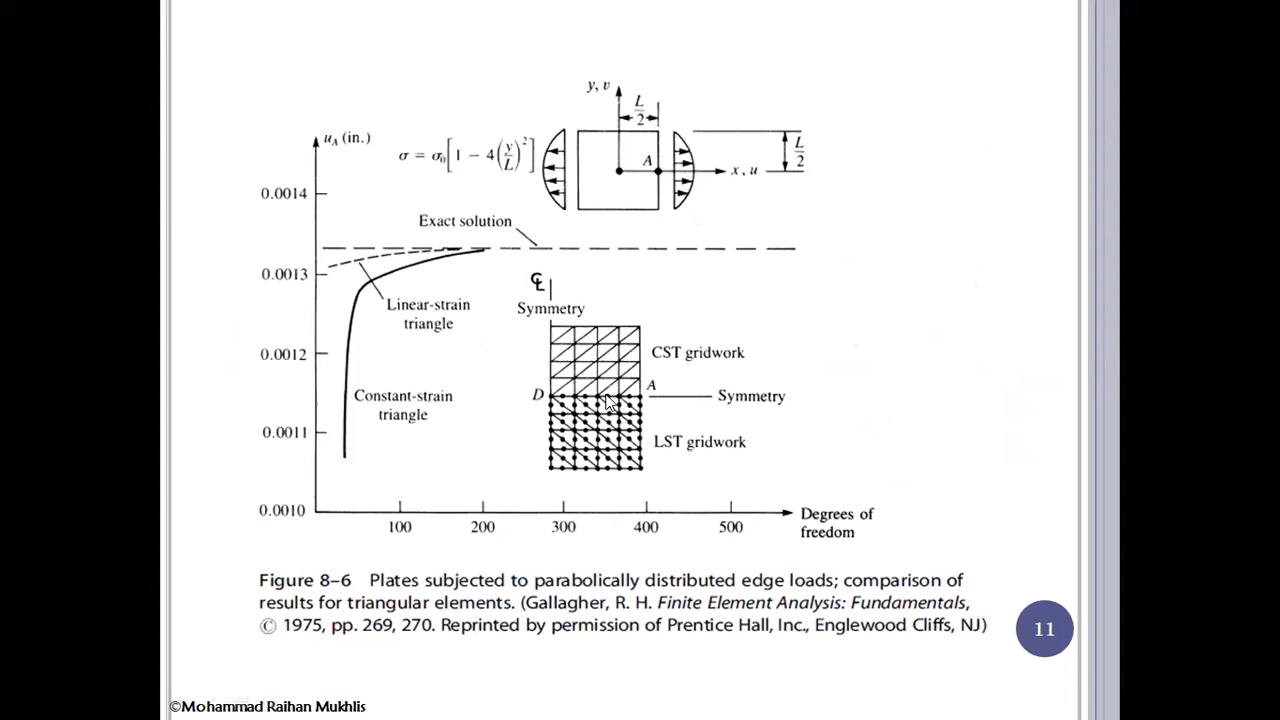 y, v
L
2
u_A (in.)
σ = σ₀[1 − 4(y/L)²]
A
x, u
L
2
0.0014
Exact solution
0.0013
℄
Linear-strain
triangle
Symmetry
0.0012
CST gridwork
Constant-strain
triangle
D
A
Symmetry
0.0011
LST gridwork
0.0010
100
200
300
400
500
Degrees of
freedom
Figure 8–6 Plates subjected to parabolically distributed edge loads; comparison of
results for triangular elements. (Gallagher, R. H. Finite Element Analysis: Fundamentals,
© 1975, pp. 269, 270. Reprinted by permission of Prentice Hall, Inc., Englewood Cliffs, NJ)
11
©Mohammad Raihan Mukhlis